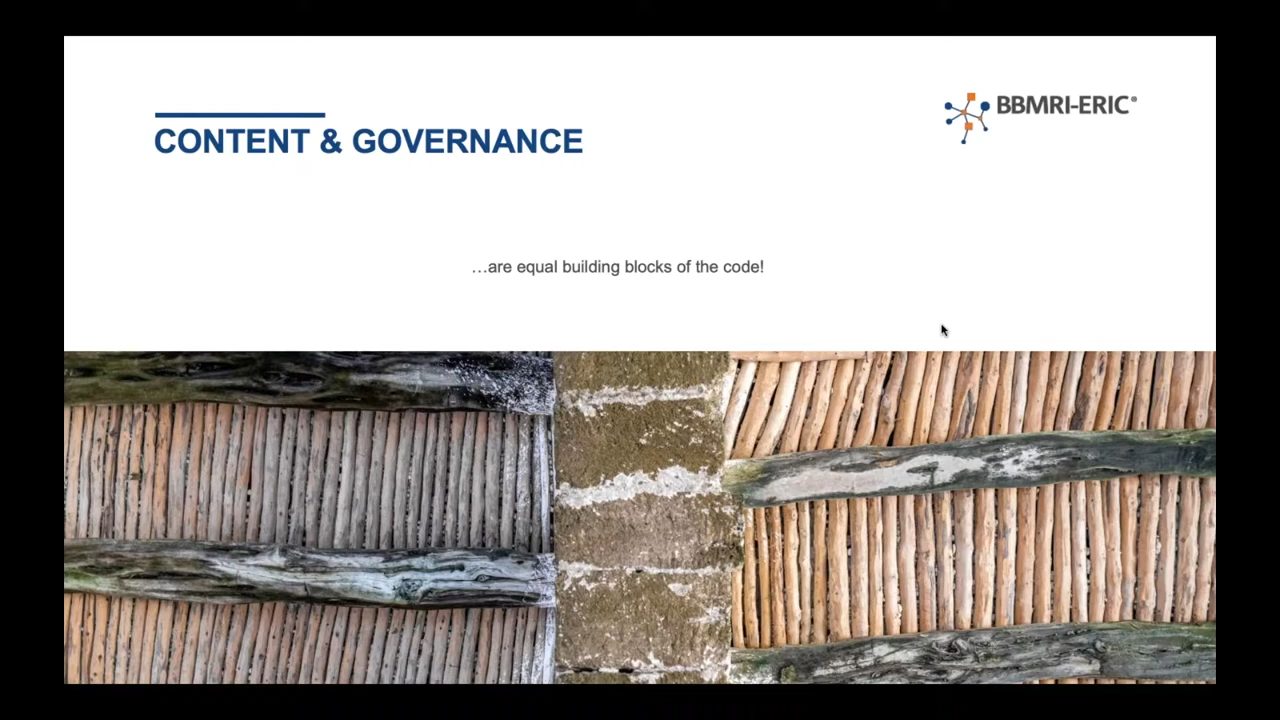 BBMRI-ERIC®
CONTENT & GOVERNANCE
…are equal building blocks of the code!